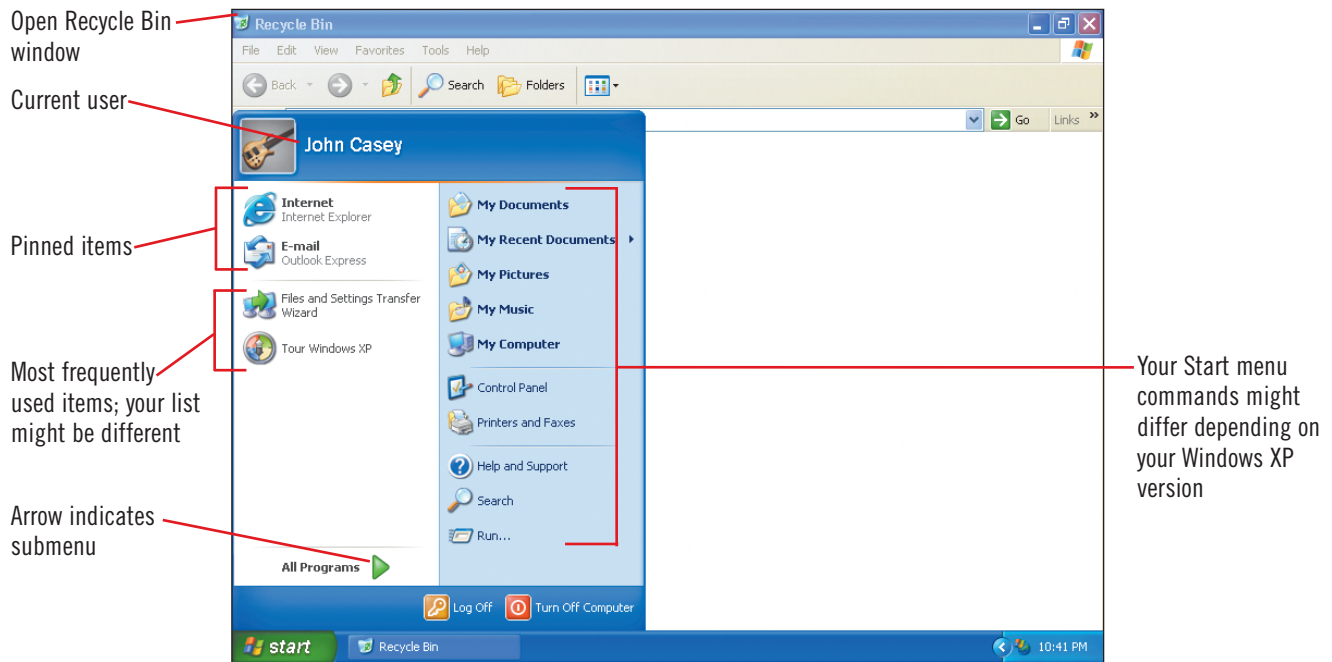 Open Recycle Bin
window
Current user
Pinned items
Most frequently
used items; your list
might be different
Arrow indicates
submenu
Recycle Bin
File Edit View Favorites Tools Help
Back Search Folders
Go Links »
John Casey
Internet
Internet Explorer
E-mail
Outlook Express
Files and Settings Transfer
Wizard
Tour Windows XP
All Programs
My Documents
My Recent Documents
My Pictures
My Music
My Computer
Control Panel
Printers and Faxes
Help and Support
Search
Run...
Log Off Turn Off Computer
start Recycle Bin 10:41 PM
Your Start menu
commands might
differ depending on
your Windows XP
version